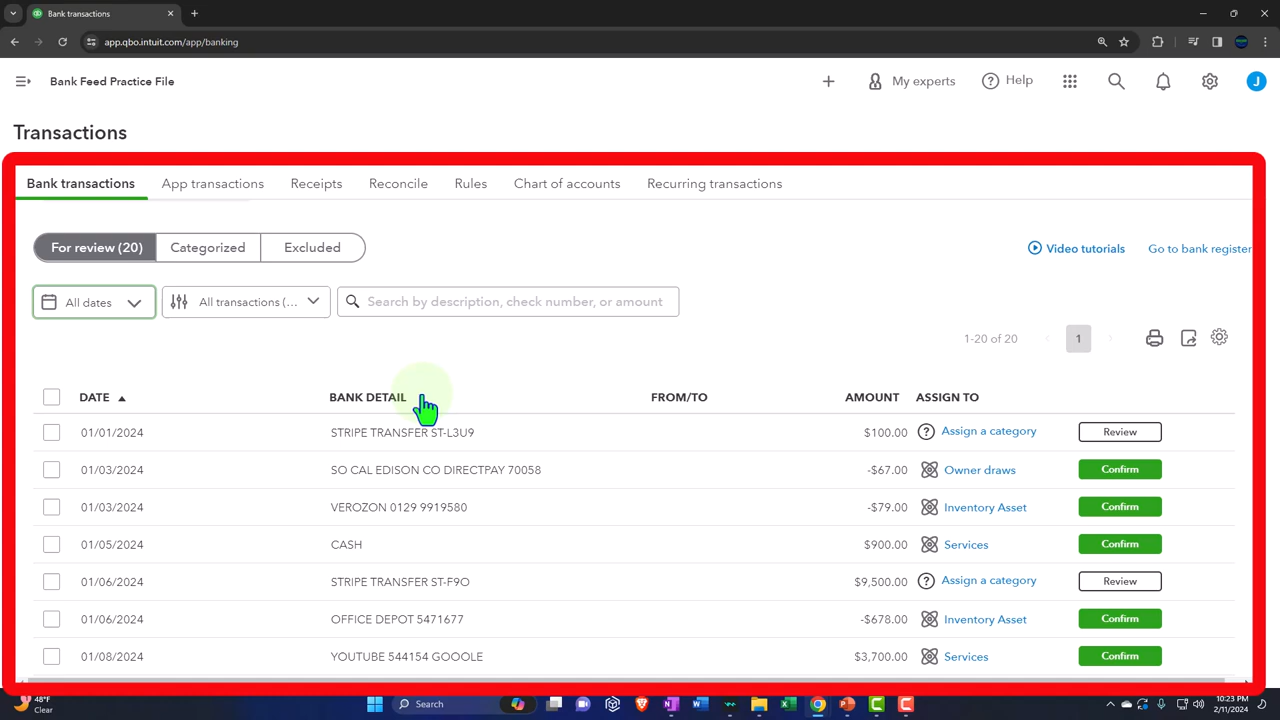 Bank transactions
app.qbo.intuit.com/app/banking
Bank Feed Practice File
My experts
Help
J
Transactions
Bank transactions App transactions Receipts Reconcile Rules Chart of accounts Recurring transactions
For review (20) Categorized Excluded
Video tutorials Go to bank register
All dates All transactions (... Search by description, check number, or amount
1-20 of 20 1
DATE BANK DETAIL FROM/TO AMOUNT ASSIGN TO
01/01/2024 STRIPE TRANSFER ST-L3U9 $100.00 Assign a category Review
01/03/2024 SO CAL EDISON CO DIRECTPAY 70058 -$67.00 Owner draws Confirm
01/03/2024 VEROZON 0129 9919580 -$79.00 Inventory Asset Confirm
01/05/2024 CASH $900.00 Services Confirm
01/06/2024 STRIPE TRANSFER ST-F9O $9,500.00 Assign a category Review
01/06/2024 OFFICE DEPOT 5471677 -$678.00 Inventory Asset Confirm
01/08/2024 YOUTUBE 544154 GOOOLE $3,700.00 Services Confirm
48°F
Clear
Search
10:23 PM
2/11/2024